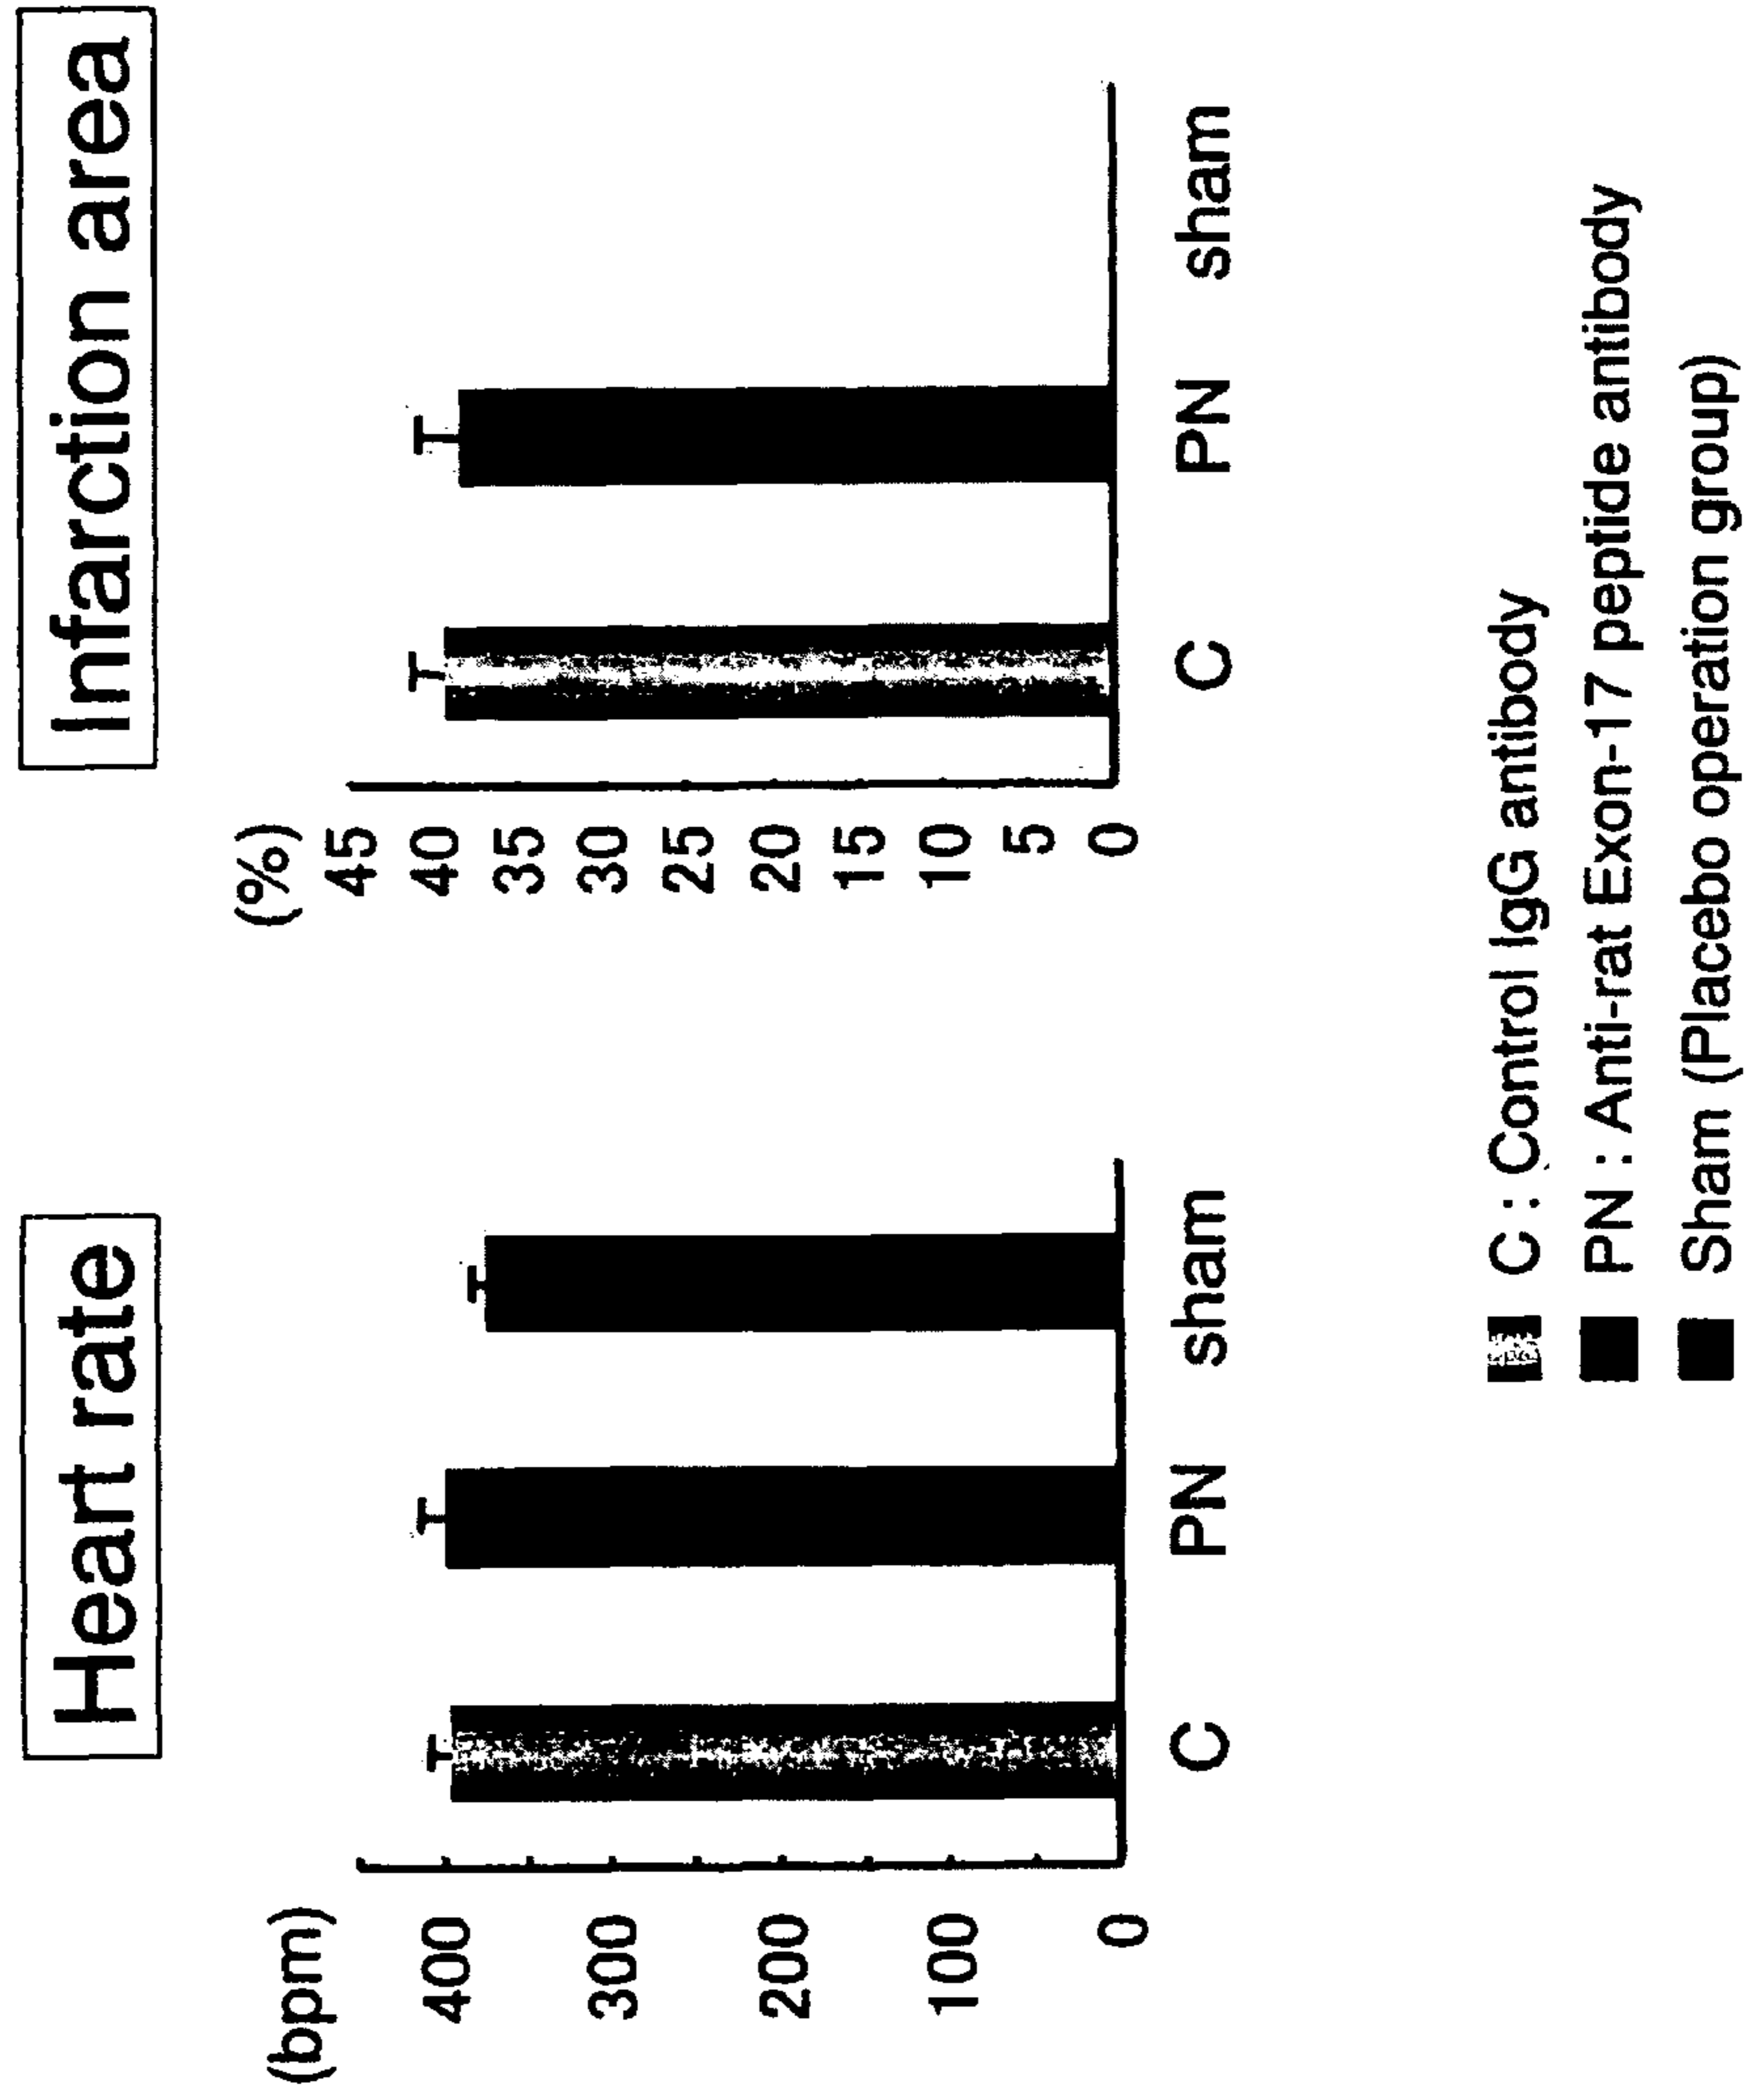 Heart rate
(bpm)
400
300
200
100
0
C PN sham
Infarction area
(%)
45
40
35
30
25
20
15
10
5
0
C PN sham
C : Control IgG antibody
PN : Anti-rat Exon-17 peptide antibody
Sham (Placebo operation group)